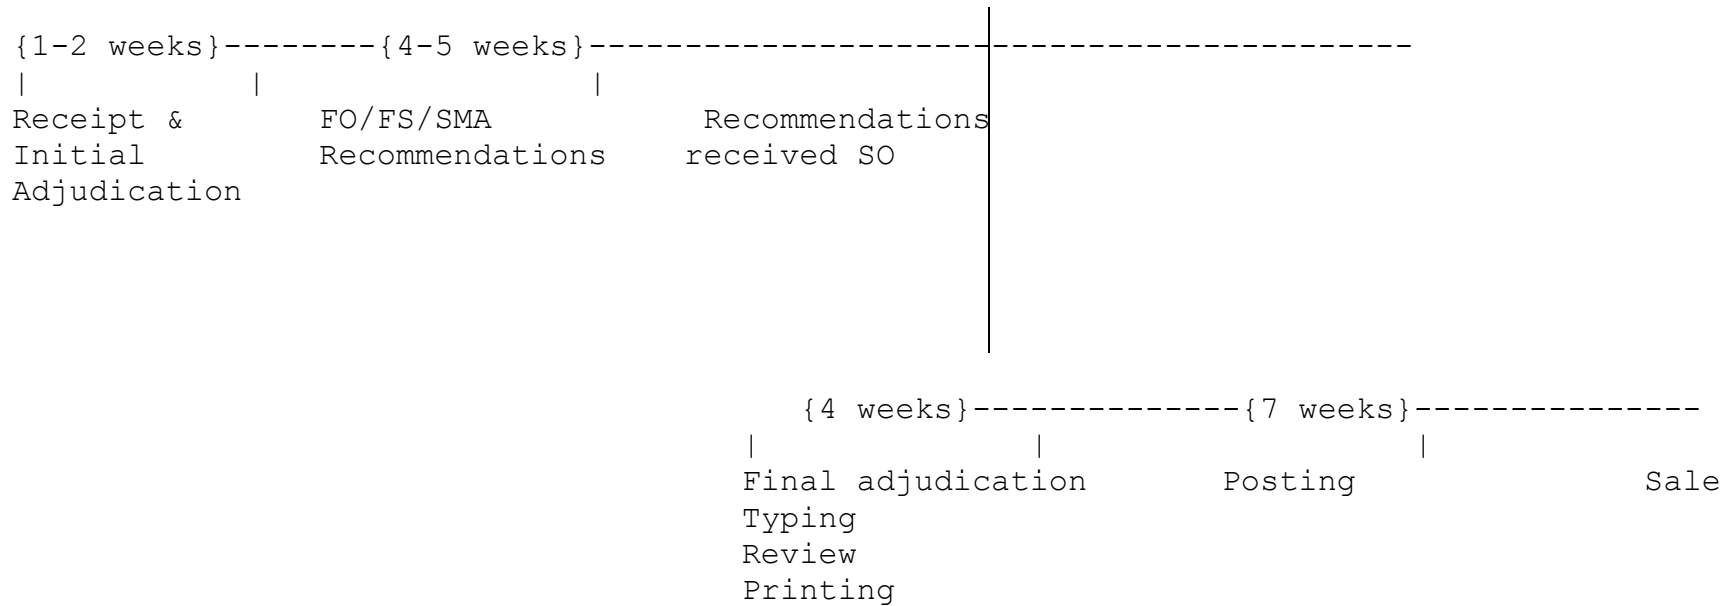 {1-2 weeks}--------{4-5 weeks}-------------------------------------------
| | |
Receipt & FO/FS/SMA Recommendations
Initial Recommendations received SO
Adjudication
{4 weeks}--------------{7 weeks}---------------
| | |
Final adjudication Posting Sale
Typing
Review
Printing